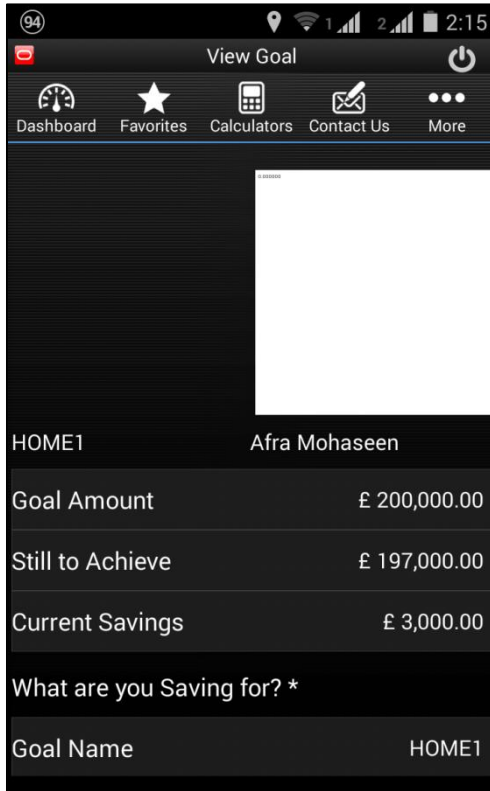 94 1 2 2:15
View Goal
Dashboard Favorites Calculators Contact Us More
HOME1 Afra Mohaseen
Goal Amount £ 200,000.00
Still to Achieve £ 197,000.00
Current Savings £ 3,000.00
What are you Saving for? *
Goal Name HOME1